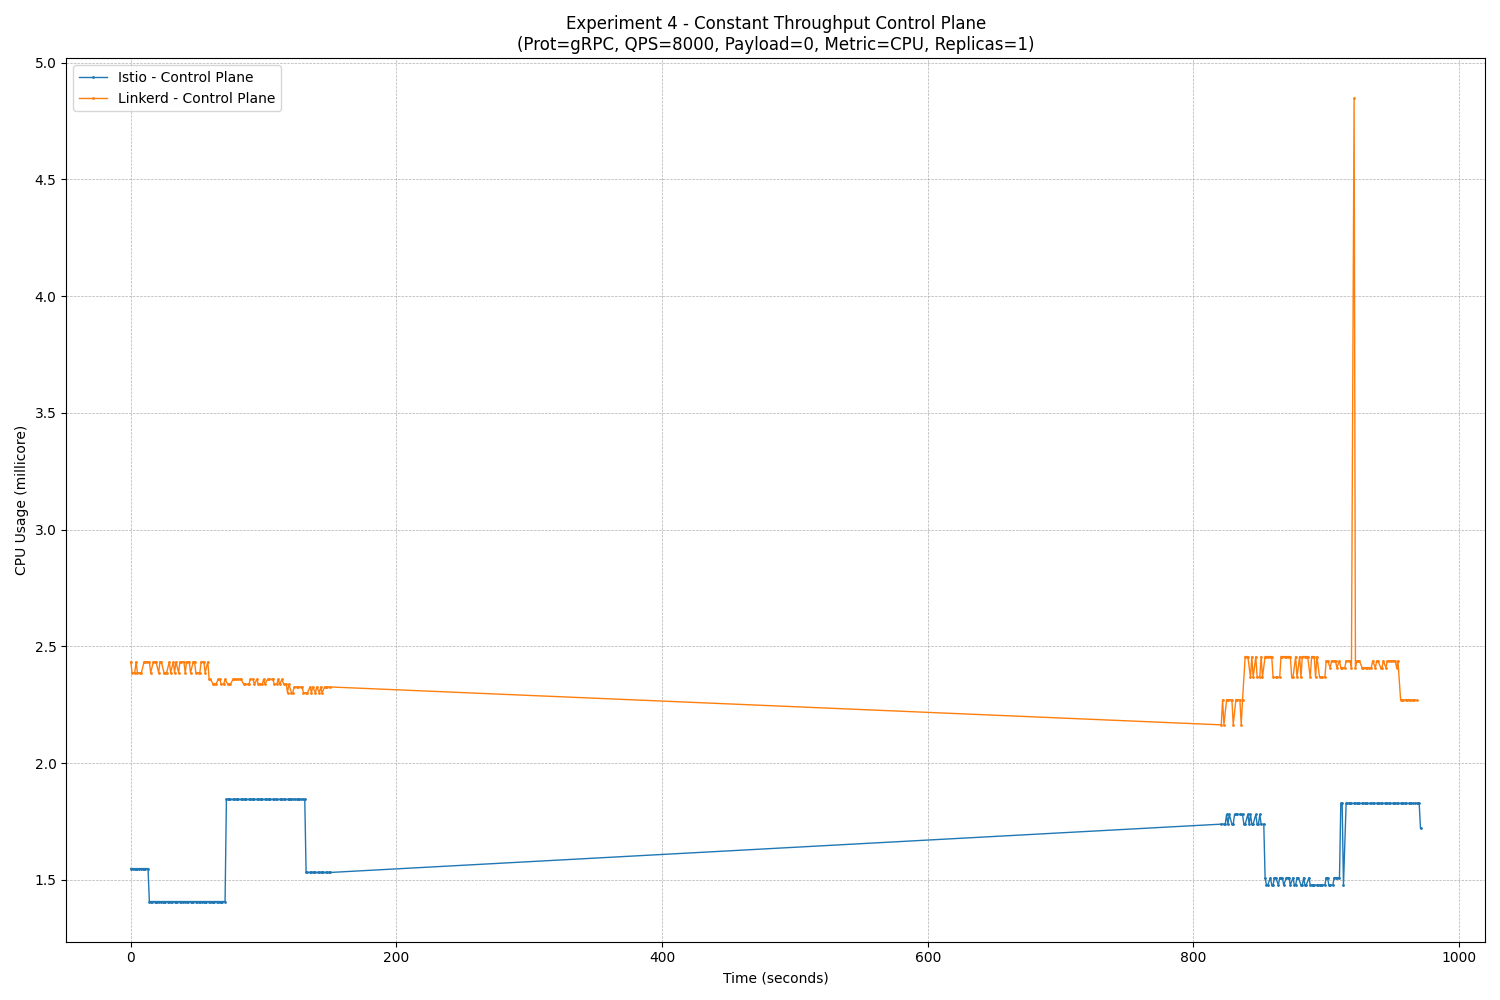 Experiment 4 - Constant Throughput Control Plane
(Prot=gRPC, QPS=8000, Payload=0, Metric=CPU, Replicas=1)
Istio - Control Plane
Linkerd - Control Plane
CPU Usage (millicore)
5.0
4.5
4.0
3.5
3.0
2.5
2.0
1.5
0
200
400
600
800
1000
Time (seconds)